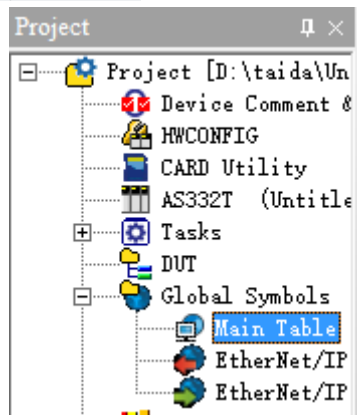 Project
Project [D:\taida\Un
Device Comment &
HWCONFIG
CARD Utility
AS332T (Untitle
Tasks
DUT
Global Symbols
Main Table
EtherNet/IP
EtherNet/IP